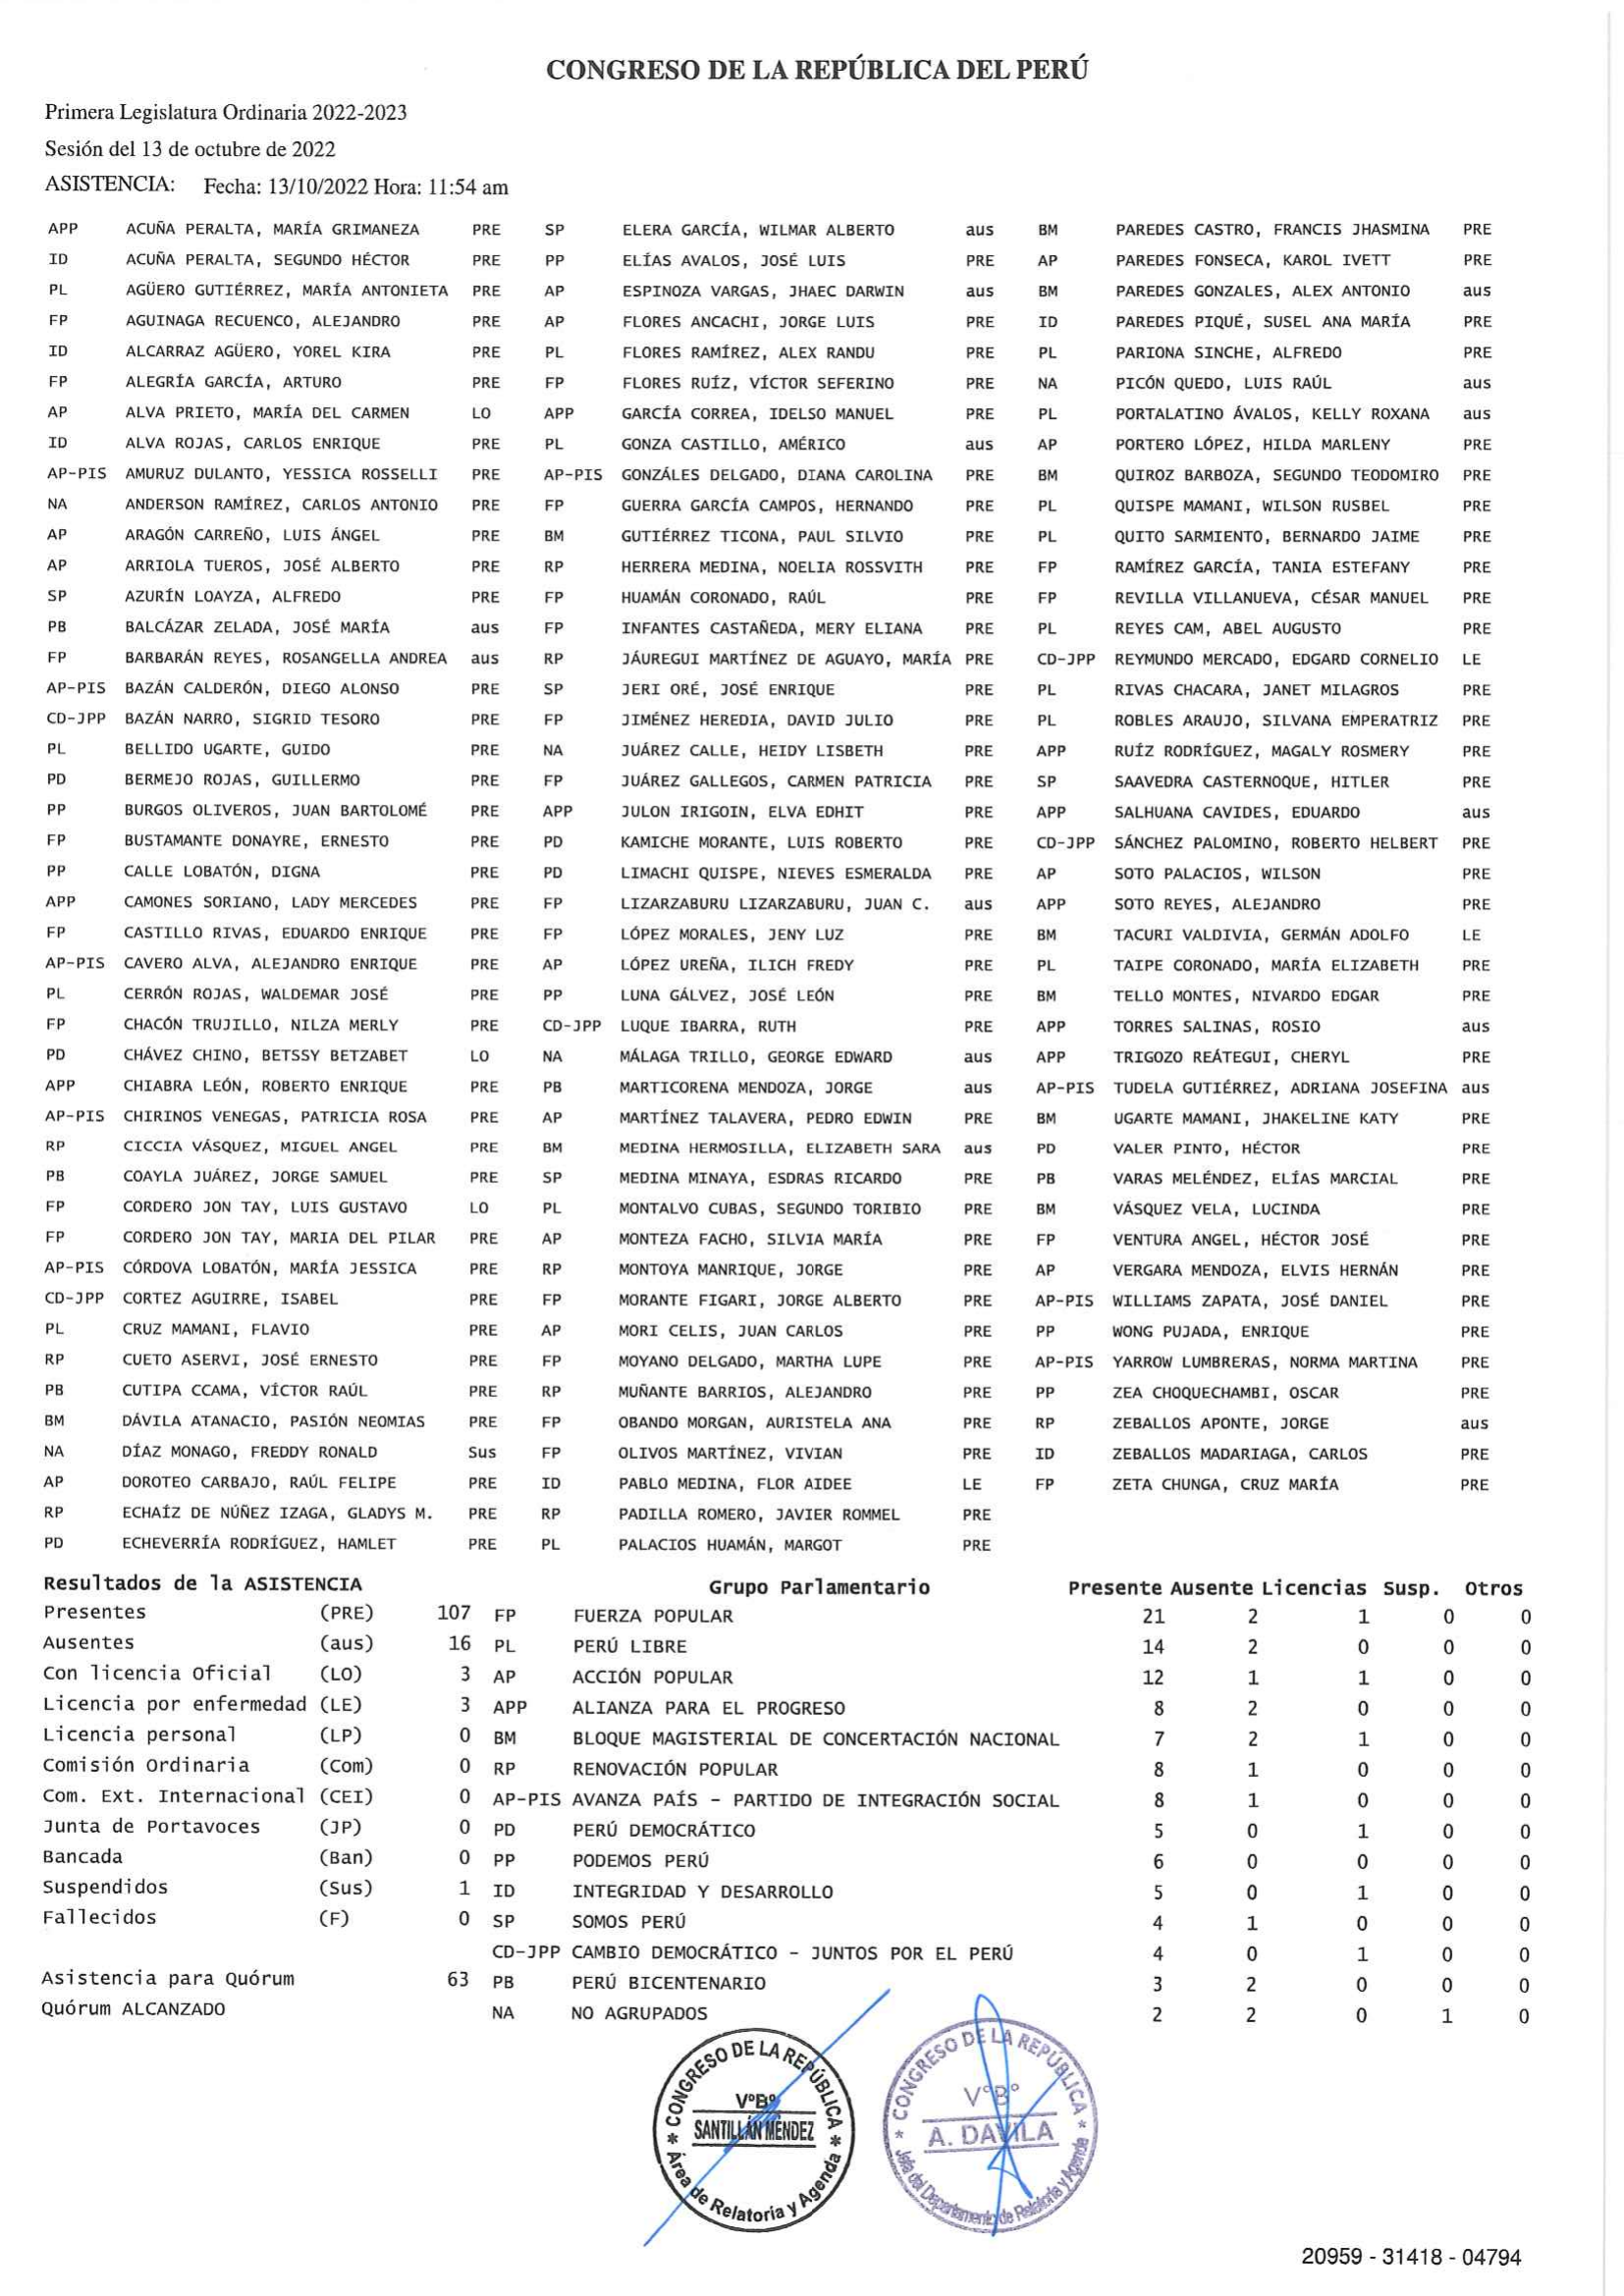 CONGRESO DE LA REPÚBLICA DEL PERÚ
Primera Legislatura Ordinaria 2022-2023
Sesión del 13 de octubre de 2022
ASISTENCIA: Fecha: 13/10/2022 Hora: 11:54 am
APP ACUÑA PERALTA, MARÍA GRIMANEZA PRE SP ELERA GARCÍA, WILMAR ALBERTO aus BM PAREDES CASTRO, FRANCIS JHASMINA PRE
ID ACUÑA PERALTA, SEGUNDO HÉCTOR PRE PP ELÍAS AVALOS, JOSÉ LUIS PRE AP PAREDES FONSECA, KAROL IVETT PRE
PL AGÜERO GUTIÉRREZ, MARÍA ANTONIETA PRE AP ESPINOZA VARGAS, JHAEC DARWIN aus BM PAREDES GONZALES, ALEX ANTONIO aus
FP AGUINAGA RECUENCO, ALEJANDRO PRE AP FLORES ANCACHI, JORGE LUIS PRE ID PAREDES PIQUÉ, SUSEL ANA MARÍA PRE
ID ALCARRAZ AGÜERO, YOREL KIRA PRE PL FLORES RAMÍREZ, ALEX RANDU PRE PL PARIONA SINCHE, ALFREDO PRE
FP ALEGRÍA GARCÍA, ARTURO PRE FP FLORES RUÍZ, VÍCTOR SEFERINO PRE NA PICÓN QUEDO, LUIS RAÚL aus
AP ALVA PRIETO, MARÍA DEL CARMEN LO APP GARCÍA CORREA, IDELSO MANUEL PRE PL PORTALATINO ÁVALOS, KELLY ROXANA aus
ID ALVA ROJAS, CARLOS ENRIQUE PRE PL GONZA CASTILLO, AMÉRICO aus AP PORTERO LÓPEZ, HILDA MARLENY PRE
AP-PIS AMURUZ DULANTO, YESSICA ROSSELLI PRE AP-PIS GONZÁLES DELGADO, DIANA CAROLINA PRE BM QUIROZ BARBOZA, SEGUNDO TEODOMIRO PRE
NA ANDERSON RAMÍREZ, CARLOS ANTONIO PRE FP GUERRA GARCÍA CAMPOS, HERNANDO PRE PL QUISPE MAMANI, WILSON RUSBEL PRE
AP ARAGÓN CARREÑO, LUIS ÁNGEL PRE BM GUTIÉRREZ TICONA, PAUL SILVIO PRE PL QUITO SARMIENTO, BERNARDO JAIME PRE
AP ARRIOLA TUEROS, JOSÉ ALBERTO PRE RP HERRERA MEDINA, NOELIA ROSSVITH PRE FP RAMÍREZ GARCÍA, TANIA ESTEFANY PRE
SP AZURÍN LOAYZA, ALFREDO PRE FP HUAMÁN CORONADO, RAÚL PRE FP REVILLA VILLANUEVA, CÉSAR MANUEL PRE
PB BALCÁZAR ZELADA, JOSÉ MARÍA aus FP INFANTES CASTAÑEDA, MERY ELIANA PRE PL REYES CAM, ABEL AUGUSTO PRE
FP BARBARÁN REYES, ROSANGELLA ANDREA aus RP JÁUREGUI MARTÍNEZ DE AGUAYO, MARÍA PRE CD-JPP REYMUNDO MERCADO, EDGARD CORNELIO LE
AP-PIS BAZÁN CALDERÓN, DIEGO ALONSO PRE SP JERI ORÉ, JOSÉ ENRIQUE PRE PL RIVAS CHACARA, JANET MILAGROS PRE
CD-JPP BAZÁN NARRO, SIGRID TESORO PRE FP JIMÉNEZ HEREDIA, DAVID JULIO PRE PL ROBLES ARAUJO, SILVANA EMPERATRIZ PRE
PL BELLIDO UGARTE, GUIDO PRE NA JUÁREZ CALLE, HEIDY LISBETH PRE APP RUÍZ RODRÍGUEZ, MAGALY ROSMERY PRE
PD BERMEJO ROJAS, GUILLERMO PRE FP JUÁREZ GALLEGOS, CARMEN PATRICIA PRE SP SAAVEDRA CASTERNOQUE, HITLER PRE
PP BURGOS OLIVEROS, JUAN BARTOLOMÉ PRE APP JULON IRIGOIN, ELVA EDHIT PRE APP SALHUANA CAVIDES, EDUARDO aus
FP BUSTAMANTE DONAYRE, ERNESTO PRE PD KAMICHE MORANTE, LUIS ROBERTO PRE CD-JPP SÁNCHEZ PALOMINO, ROBERTO HELBERT PRE
PP CALLE LOBATÓN, DIGNA PRE PD LIMACHI QUISPE, NIEVES ESMERALDA PRE AP SOTO PALACIOS, WILSON PRE
APP CAMONES SORIANO, LADY MERCEDES PRE FP LIZARZABURU LIZARZABURU, JUAN C. aus APP SOTO REYES, ALEJANDRO PRE
FP CASTILLO RIVAS, EDUARDO ENRIQUE PRE FP LÓPEZ MORALES, JENY LUZ PRE BM TACURI VALDIVIA, GERMÁN ADOLFO LE
AP-PIS CAVERO ALVA, ALEJANDRO ENRIQUE PRE AP LÓPEZ UREÑA, ILICH FREDY PRE PL TAIPE CORONADO, MARÍA ELIZABETH PRE
PL CERRÓN ROJAS, WALDEMAR JOSÉ PRE PP LUNA GÁLVEZ, JOSÉ LEÓN PRE BM TELLO MONTES, NIVARDO EDGAR PRE
FP CHACÓN TRUJILLO, NILZA MERLY PRE CD-JPP LUQUE IBARRA, RUTH PRE APP TORRES SALINAS, ROSIO aus
PD CHÁVEZ CHINO, BETSSY BETZABET LO NA MÁLAGA TRILLO, GEORGE EDWARD aus APP TRIGOZO REÁTEGUI, CHERYL PRE
APP CHIABRA LEÓN, ROBERTO ENRIQUE PRE PB MARTICORENA MENDOZA, JORGE aus AP-PIS TUDELA GUTIÉRREZ, ADRIANA JOSEFINA aus
AP-PIS CHIRINOS VENEGAS, PATRICIA ROSA PRE AP MARTÍNEZ TALAVERA, PEDRO EDWIN PRE BM UGARTE MAMANI, JHAKELINE KATY PRE
RP CICCIA VÁSQUEZ, MIGUEL ANGEL PRE BM MEDINA HERMOSILLA, ELIZABETH SARA aus PD VALER PINTO, HÉCTOR PRE
PB COAYLA JUÁREZ, JORGE SAMUEL PRE SP MEDINA MINAYA, ESDRAS RICARDO PRE PB VARAS MELÉNDEZ, ELÍAS MARCIAL PRE
FP CORDERO JON TAY, LUIS GUSTAVO LO PL MONTALVO CUBAS, SEGUNDO TORIBIO PRE BM VÁSQUEZ VELA, LUCINDA PRE
FP CORDERO JON TAY, MARIA DEL PILAR PRE AP MONTEZA FACHO, SILVIA MARÍA PRE FP VENTURA ANGEL, HÉCTOR JOSÉ PRE
AP-PIS CÓRDOVA LOBATÓN, MARÍA JESSICA PRE RP MONTOYA MANRIQUE, JORGE PRE AP VERGARA MENDOZA, ELVIS HERNÁN PRE
CD-JPP CORTEZ AGUIRRE, ISABEL PRE FP MORANTE FIGARI, JORGE ALBERTO PRE AP-PIS WILLIAMS ZAPATA, JOSÉ DANIEL PRE
PL CRUZ MAMANI, FLAVIO PRE AP MORI CELIS, JUAN CARLOS PRE PP WONG PUJADA, ENRIQUE PRE
RP CUETO ASERVI, JOSÉ ERNESTO PRE FP MOYANO DELGADO, MARTHA LUPE PRE AP-PIS YARROW LUMBRERAS, NORMA MARTINA PRE
PB CUTIPA CCAMA, VÍCTOR RAÚL PRE RP MUÑANTE BARRIOS, ALEJANDRO PRE PP ZEA CHOQUECHAMBI, OSCAR PRE
BM DÁVILA ATANACIO, PASIÓN NEOMIAS PRE FP OBANDO MORGAN, AURISTELA ANA PRE RP ZEBALLOS APONTE, JORGE aus
NA DÍAZ MONAGO, FREDDY RONALD Sus FP OLIVOS MARTÍNEZ, VIVIAN PRE ID ZEBALLOS MADARIAGA, CARLOS PRE
AP DOROTEO CARBAJO, RAÚL FELIPE PRE ID PABLO MEDINA, FLOR AIDEE LE FP ZETA CHUNGA, CRUZ MARÍA PRE
RP ECHAÍZ DE NÚÑEZ IZAGA, GLADYS M. PRE RP PADILLA ROMERO, JAVIER ROMMEL PRE
PD ECHEVERRÍA RODRÍGUEZ, HAMLET PRE PL PALACIOS HUAMÁN, MARGOT PRE
Resultados de la ASISTENCIA Grupo Parlamentario Presente Ausente Licencias Susp. Otros
Presentes (PRE) 107 FP FUERZA POPULAR 21 2 1 0 0
Ausentes (aus) 16 PL PERÚ LIBRE 14 2 0 0 0
Con licencia Oficial (LO) 3 AP ACCIÓN POPULAR 12 1 1 0 0
Licencia por enfermedad (LE) 3 APP ALIANZA PARA EL PROGRESO 8 2 0 0 0
Licencia personal (LP) 0 BM BLOQUE MAGISTERIAL DE CONCERTACIÓN NACIONAL 7 2 1 0 0
Comisión Ordinaria (Com) 0 RP RENOVACIÓN POPULAR 8 1 0 0 0
Com. Ext. Internacional (CEI) 0 AP-PIS AVANZA PAÍS - PARTIDO DE INTEGRACIÓN SOCIAL 8 1 0 0 0
Junta de Portavoces (JP) 0 PD PERÚ DEMOCRÁTICO 5 0 1 0 0
Bancada (Ban) 0 PP PODEMOS PERÚ 6 0 0 0 0
Suspendidos (Sus) 1 ID INTEGRIDAD Y DESARROLLO 5 0 1 0 0
Fallecidos (F) 0 SP SOMOS PERÚ 4 1 0 0 0
CD-JPP CAMBIO DEMOCRÁTICO - JUNTOS POR EL PERÚ 4 0 1 0 0
Asistencia para Quórum 63 PB PERÚ BICENTENARIO 3 2 0 0 0
Quórum ALCANZADO NA NO AGRUPADOS 2 2 0 1 0
* CONGRESO DE LA REPÚBLICA *
V°B°
SANTILLÁN MÉNDEZ
Área de Relatoría y Agenda
* CONGRESO DE LA REPÚBLICA *
V°B°
A. DAVILA
Jefa del Departamento de Relatoría y Agenda
20959 - 31418 - 04794